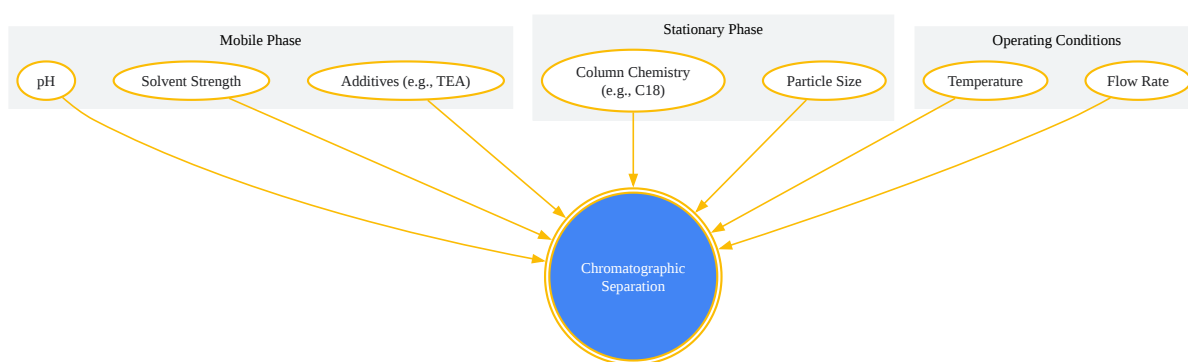 Mobile Phase
Stationary Phase
Operating Conditions
pH
Solvent Strength
Additives (e.g., TEA)
Column Chemistry
(e.g., C18)
Particle Size
Temperature
Flow Rate
Chromatographic
Separation